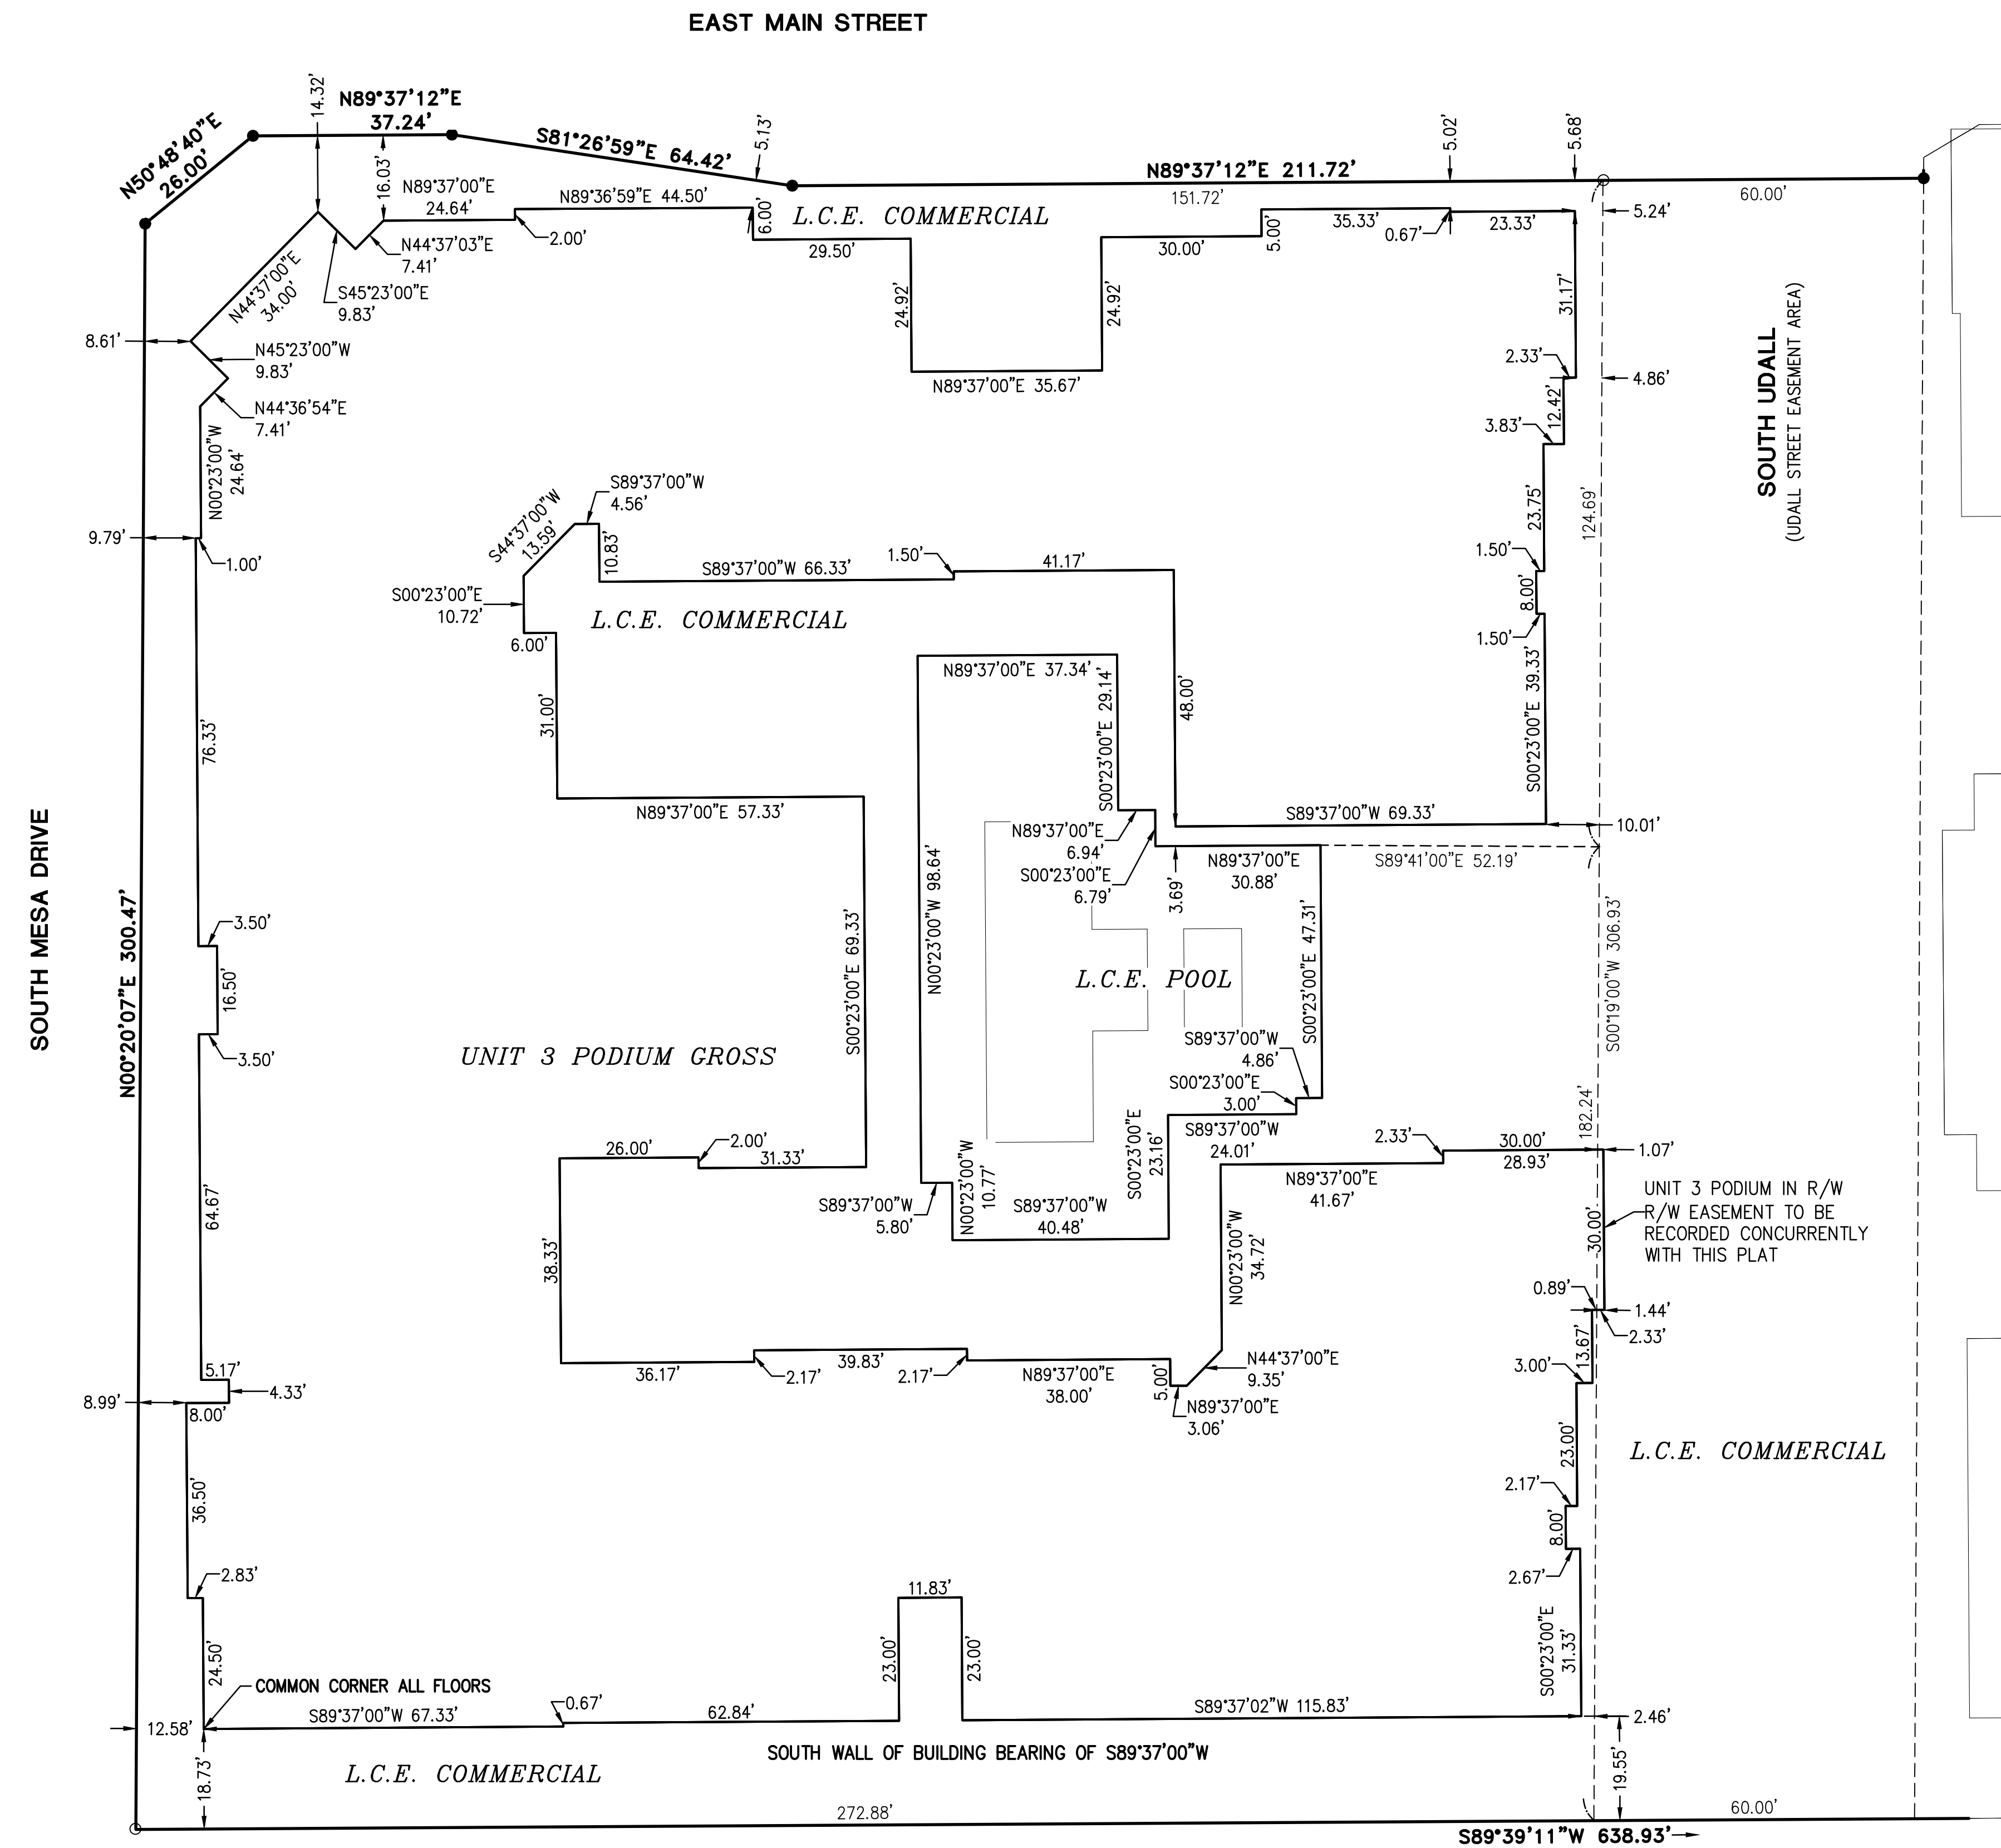 EAST MAIN STREET
14.32'
N89°37'12"E
37.24'
N50°48'40"E
26.00'
S81°26'59"E 64.42'
5.13'
5.02'
5.68'
N89°37'12"E 211.72'
151.72'
60.00'
16.03'
N89°37'00"E
24.64'
N89°36'59"E 44.50'
6.00'
L.C.E. COMMERCIAL
5.24'
35.33'
0.67'
23.33'
2.00'
29.50'
30.00'
5.00'
N44°37'03"E
7.41'
N44°37'00"E
34.00'
S45°23'00"E
9.83'
24.92'
24.92'
31.17'
8.61'
N45°23'00"W
9.83'
2.33'
4.86'
N89°37'00"E 35.67'
SOUTH UDALL
(UDALL STREET EASEMENT AREA)
N44°36'54"E
7.41'
12.42'
3.83'
N00°23'00"W
24.64'
S89°37'00"W
4.56'
S44°37'00"W
13.59'
23.75'
124.69'
9.79'
1.00'
10.83'
S89°37'00"W 66.33'
1.50'
41.17'
1.50'
S00°23'00"E
10.72'
8.00'
L.C.E. COMMERCIAL
6.00'
1.50'
N89°37'00"E 37.34'
S00°23'00"E 29.14'
48.00'
S00°23'00"E 39.33'
31.00'
76.33'
N89°37'00"E 57.33'
S89°37'00"W 69.33'
10.01'
N89°37'00"E
6.94'
S00°23'00"E
6.79'
3.69'
N89°37'00"E
30.88'
S89°41'00"E 52.19'
SOUTH MESA DRIVE
N00°20'07"E 300.47'
N00°23'00"W 98.64'
S00°19'00"W 306.93'
3.50'
16.50'
3.50'
S00°23'00"E 69.33'
L.C.E. POOL
S00°23'00"E 47.31'
UNIT 3 PODIUM GROSS
S89°37'00"W
4.86'
S00°23'00"E
3.00'
182.24'
S89°37'00"W
24.01'
S00°23'00"E
23.16'
26.00'
2.00'
31.33'
2.33'
30.00'
28.93'
1.07'
N00°23'00"W
10.77'
N89°37'00"E
41.67'
UNIT 3 PODIUM IN R/W
R/W EASEMENT TO BE
RECORDED CONCURRENTLY
WITH THIS PLAT
S89°37'00"W
5.80'
S89°37'00"W
40.48'
64.67'
38.33'
N00°23'00"W
34.72'
30.00'
0.89'
1.44'
2.33'
13.67'
5.17'
4.33'
8.99'
8.00'
36.17'
2.17'
39.83'
2.17'
N89°37'00"E
38.00'
5.00'
N44°37'00"E
9.35'
N89°37'00"E
3.06'
3.00'
23.00'
L.C.E. COMMERCIAL
36.50'
2.17'
8.00'
2.67'
2.83'
11.83'
24.50'
23.00'
23.00'
S00°23'00"E
31.33'
COMMON CORNER ALL FLOORS
S89°37'00"W 67.33'
0.67'
62.84'
S89°37'02"W 115.83'
12.58'
2.46'
SOUTH WALL OF BUILDING BEARING OF S89°37'00"W
18.73'
L.C.E. COMMERCIAL
19.55'
272.88'
60.00'
S89°39'11"W 638.93'